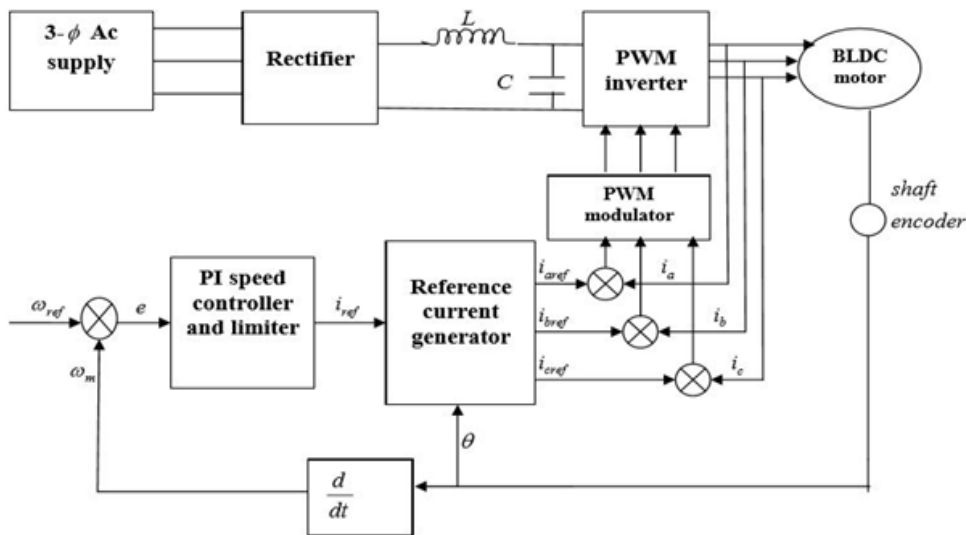 3-ϕ Ac
supply
Rectifier
L
C
PWM
inverter
BLDC
motor
PWM
modulator
shaft
encoder
ω_ref
e
PI speed
controller
and limiter
i_ref
Reference
current
generator
i_aref
i_a
i_bref
i_b
i_cref
i_c
ω_m
θ
d
dt